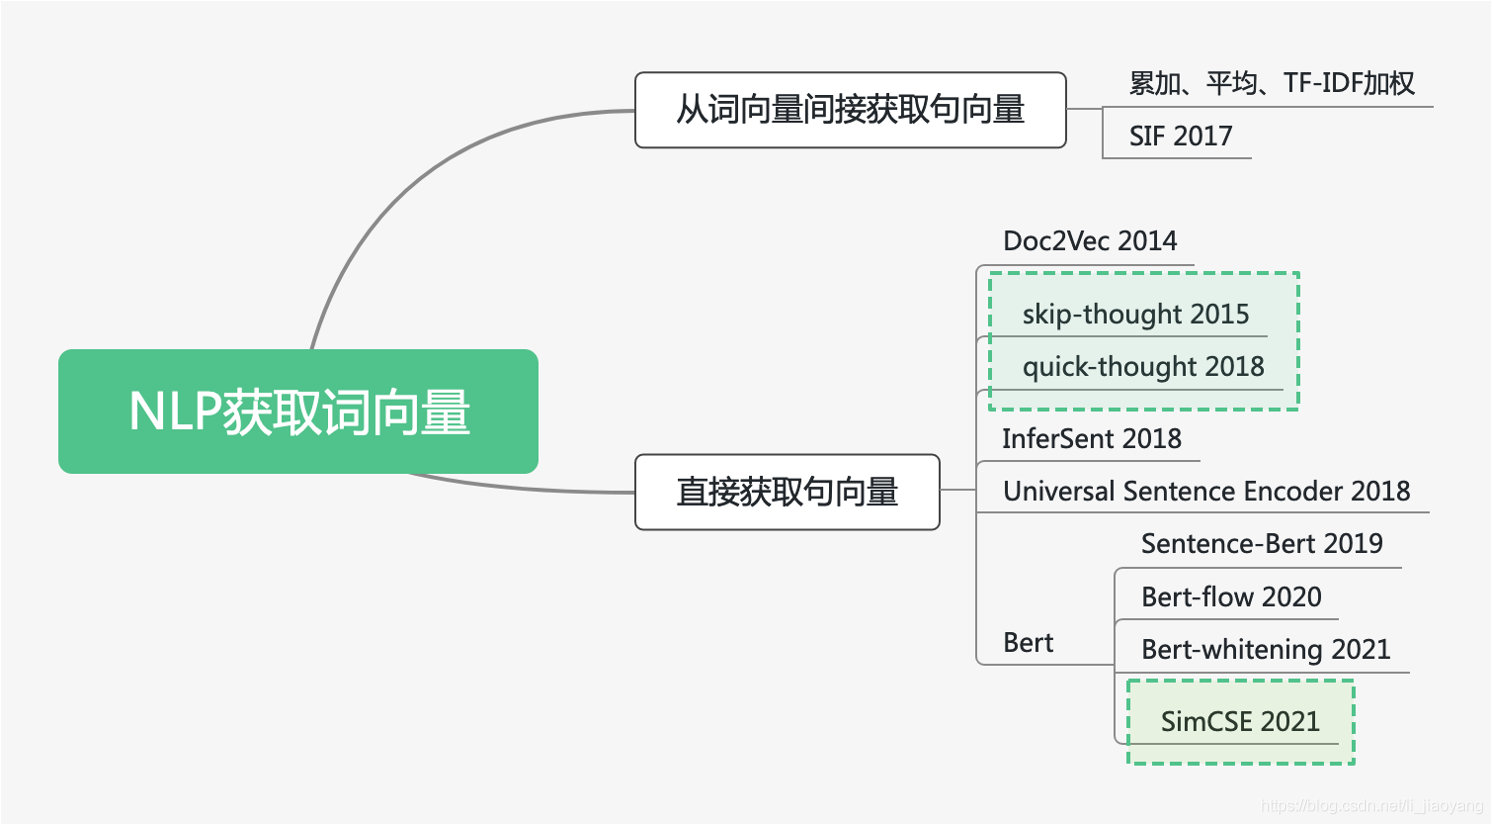 从词向量间接获取句向量
累加、平均、TF-IDF加权
SIF 2017
Doc2Vec 2014
skip-thought 2015
quick-thought 2018
NLP获取词向量
InferSent 2018
直接获取句向量
Universal Sentence Encoder 2018
Sentence-Bert 2019
Bert-flow 2020
Bert
Bert-whitening 2021
SimCSE 2021
https://blog.csdn.net/li_jiaoyang